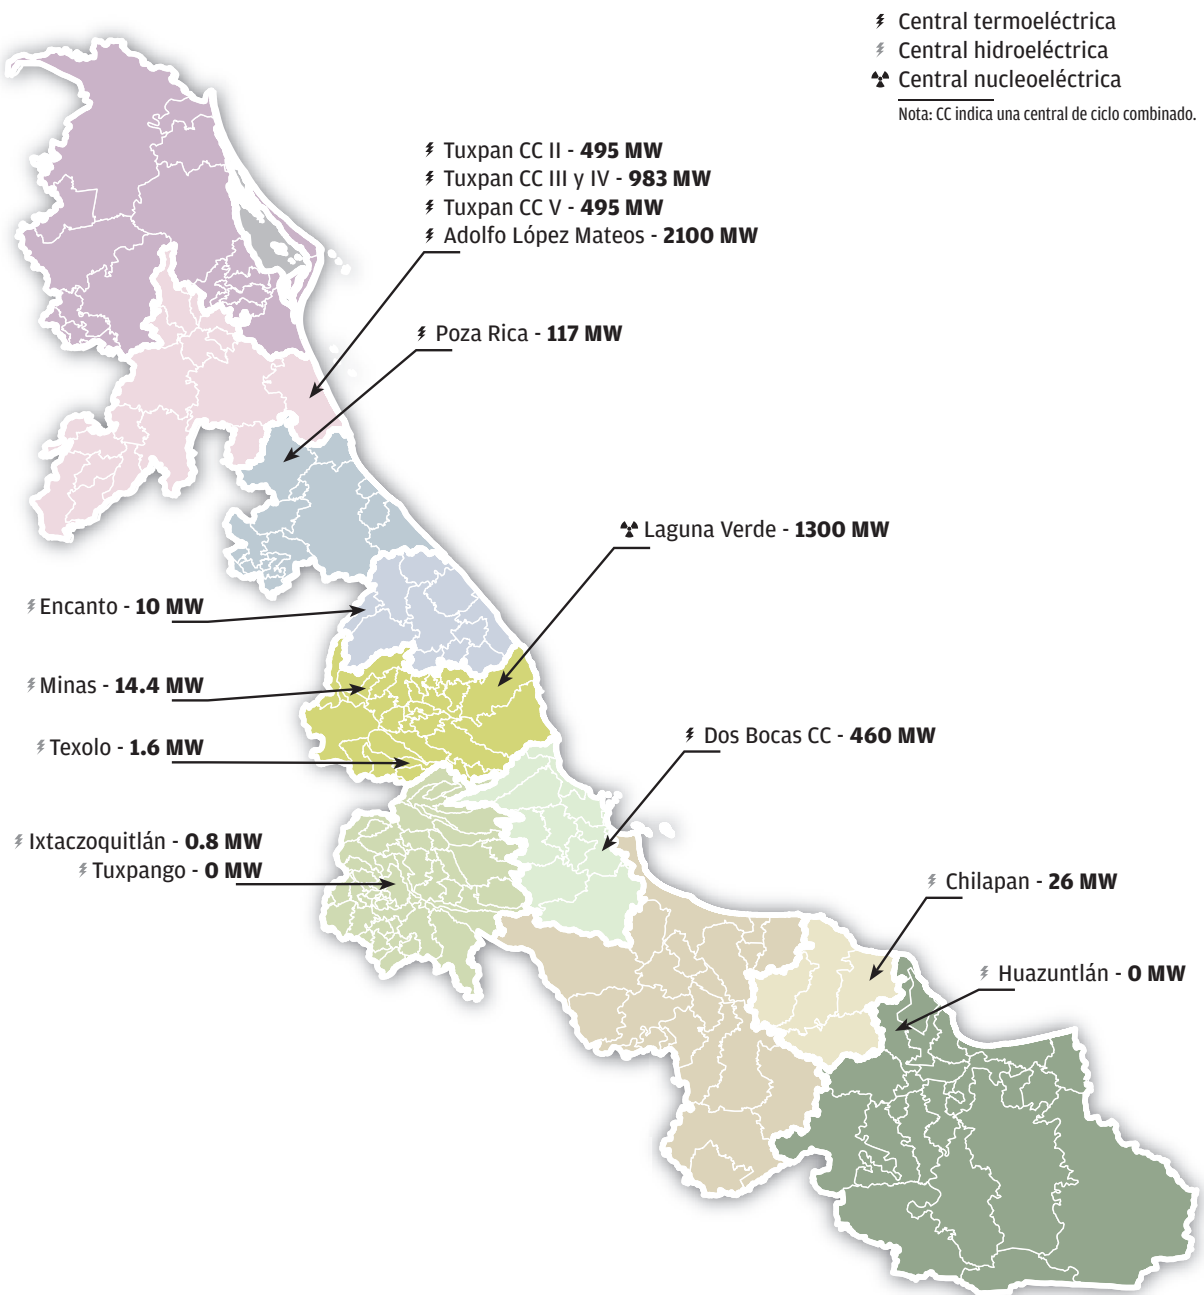 Central termoeléctrica
Central hidroeléctrica
Central nucleoeléctrica
Nota: CC indica una central de ciclo combinado.
Tuxpan CC II - 495 MW
Tuxpan CC III y IV - 983 MW
Tuxpan CC V - 495 MW
Adolfo López Mateos - 2100 MW
Poza Rica - 117 MW
Laguna Verde - 1300 MW
Encanto - 10 MW
Minas - 14.4 MW
Texolo - 1.6 MW
Dos Bocas CC - 460 MW
Ixtaczoquitlán - 0.8 MW
Tuxpango - 0 MW
Chilapan - 26 MW
Huazuntlán - 0 MW